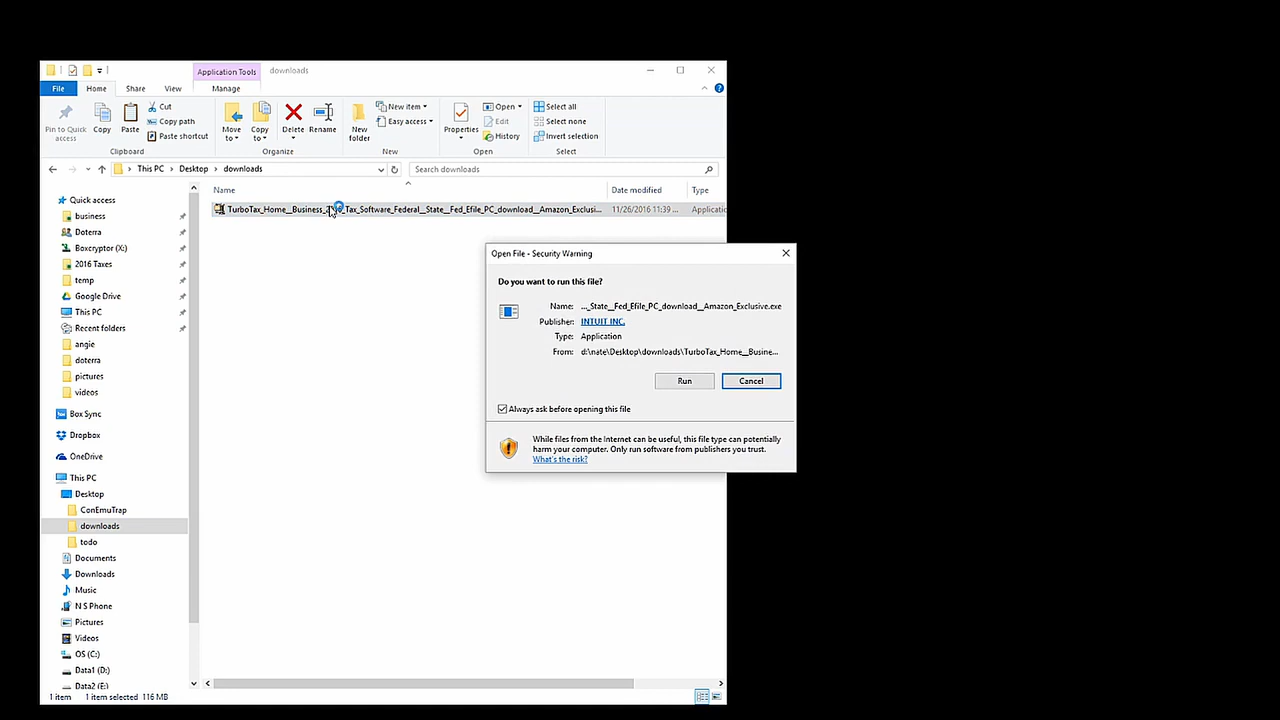 Application Tools downloads
File Home Share View Manage
Pin to Quick access
Copy
Paste
Cut
Copy path
Paste shortcut
Clipboard
Move to
Copy to
Delete
Rename
Organize
New folder
New item
Easy access
New
Properties
Open
Edit
History
Open
Select all
Select none
Invert selection
Select
This PC > Desktop > downloads
Search downloads
Name Date modified Type
TurboTax_Home__Business_ Tax_Software_Federal__State__Fed_Efile_PC_download__Amazon_Exclusi... 11/26/2016 11:39 ... Applicatio
Quick access
business
Doterra
Boxcryptor (X:)
2016 Taxes
temp
Google Drive
This PC
Recent folders
angie
doterra
pictures
videos
Box Sync
Dropbox
OneDrive
This PC
Desktop
ConEmuTrap
downloads
todo
Documents
Downloads
Music
N S Phone
Pictures
Videos
OS (C:)
Data1 (D:)
Data2 (E:)
1 item 1 item selected 116 MB
Open File - Security Warning
Do you want to run this file?
Name: ..._State__Fed_Efile_PC_download__Amazon_Exclusive.exe
Publisher: INTUIT INC.
Type: Application
From: d:\nate\Desktop\downloads\TurboTax_Home__Busine...
Run Cancel
Always ask before opening this file
While files from the Internet can be useful, this file type can potentially
harm your computer. Only run software from publishers you trust.
What's the risk?